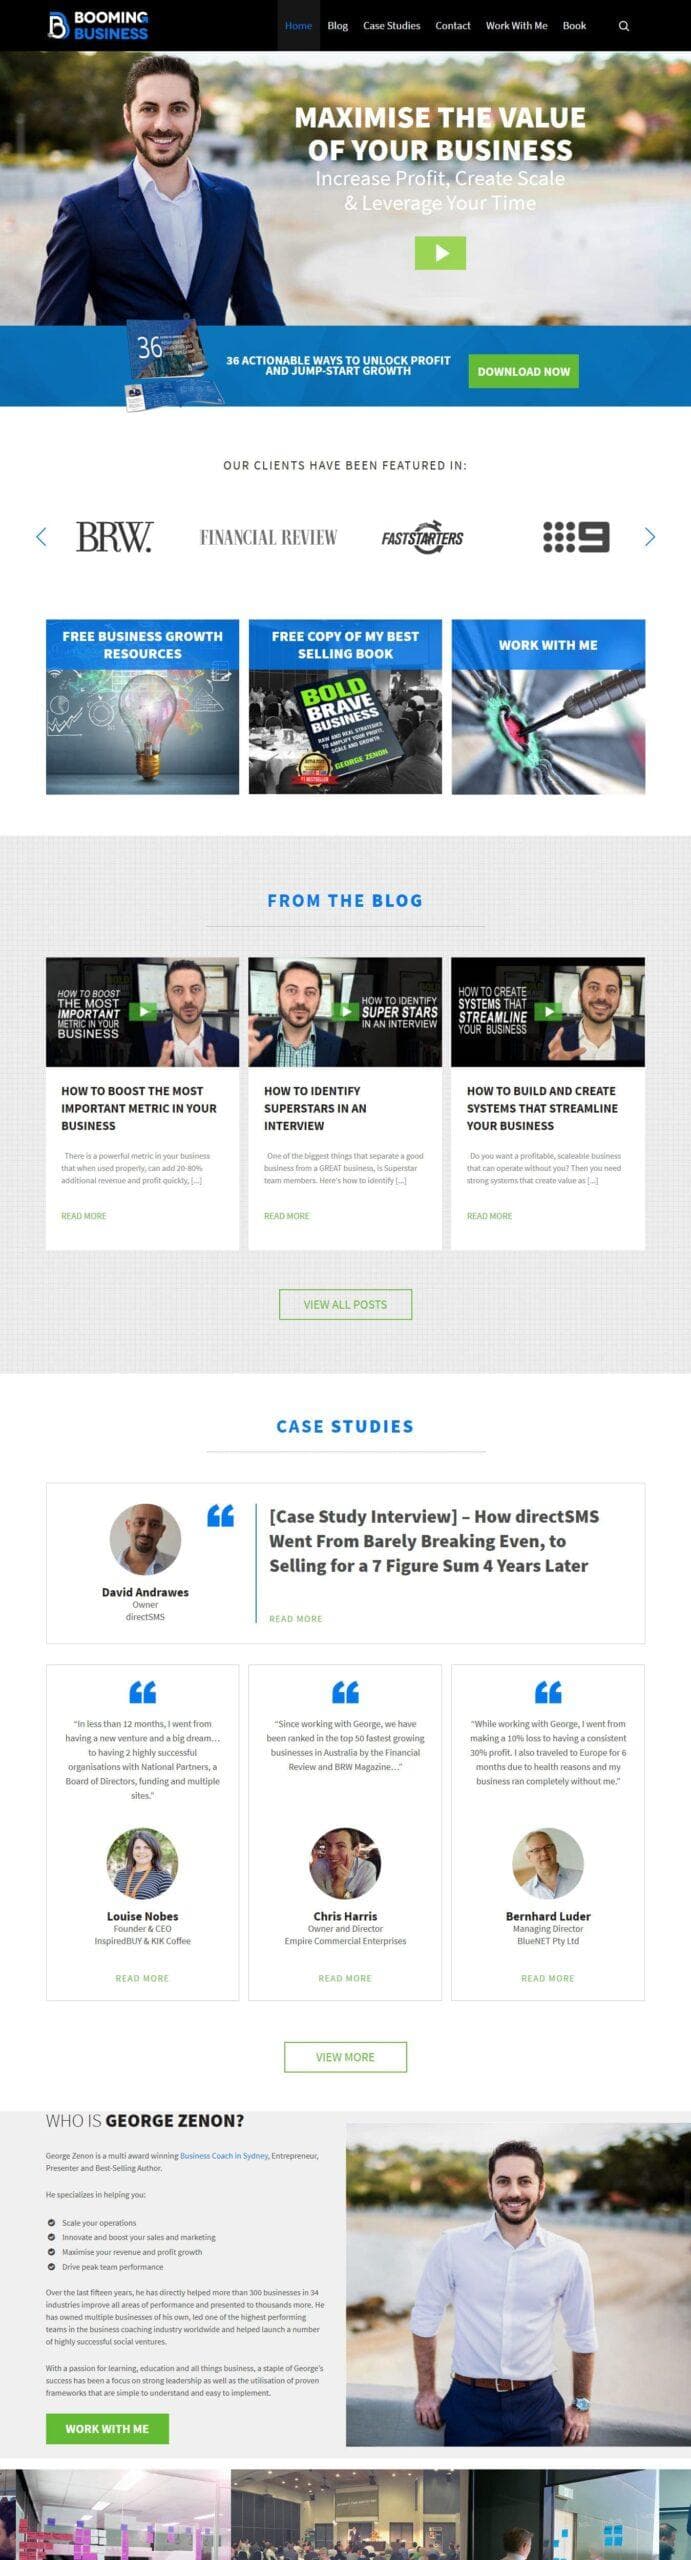 BOOMING
BUSINESS
Home Blog Case Studies Contact Work With Me Book
MAXIMISE THE VALUE
OF YOUR BUSINESS
Increase Profit, Create Scale
& Leverage Your Time
36
36 ACTIONABLE WAYS TO UNLOCK PROFIT
AND JUMP-START GROWTH
DOWNLOAD NOW
OUR CLIENTS HAVE BEEN FEATURED IN:
BRW.
FINANCIAL REVIEW
FASTSTARTERS
9
FREE BUSINESS GROWTH
RESOURCES
FREE COPY OF MY BEST
SELLING BOOK
BOLD
BRAVE
BUSINESS
RAW AND REAL STRATEGIES
TO AMPLIFY YOUR PROFIT,
SCALE AND GROWTH
GEORGE ZENON
#1 BESTSELLER
WORK WITH ME
FROM THE BLOG
HOW TO BOOST
THE MOST
IMPORTANT
METRIC IN YOUR
BUSINESS
HOW TO BOOST THE MOST
IMPORTANT METRIC IN YOUR
BUSINESS
There is a powerful metric in your business
that when used properly, can add 20-80%
additional revenue and profit quickly, [...]
READ MORE
HOW TO IDENTIFY
SUPER STARS
IN AN INTERVIEW
HOW TO IDENTIFY
SUPERSTARS IN AN
INTERVIEW
One of the biggest things that separate a good
business from a GREAT business, is Superstar
team members. Here's how to identify [...]
READ MORE
HOW TO CREATE
SYSTEMS THAT
STREAMLINE
YOUR BUSINESS
HOW TO BUILD AND CREATE
SYSTEMS THAT STREAMLINE
YOUR BUSINESS
Do you want a profitable, scaleable business
that can operate without you? Then you need
strong systems that create value as [...]
READ MORE
VIEW ALL POSTS
CASE STUDIES
David Andrawes
Owner
directSMS
[Case Study Interview] – How directSMS
Went From Barely Breaking Even, to
Selling for a 7 Figure Sum 4 Years Later
READ MORE
“In less than 12 months, I went from
having a new venture and a big dream…
to having 2 highly successful
organisations with National Partners, a
Board of Directors, funding and multiple
sites.”
Louise Nobes
Founder & CEO
InspiredBUY & KIK Coffee
READ MORE
“Since working with George, we have
been ranked in the top 50 fastest growing
businesses in Australia by the Financial
Review and BRW Magazine…”
Chris Harris
Owner and Director
Empire Commercial Enterprises
READ MORE
“While working with George, I went from
making a 10% loss to having a consistent
30% profit. I also traveled to Europe for 6
months due to health reasons and my
business ran completely without me.”
Bernhard Luder
Managing Director
BlueNET Pty Ltd
READ MORE
VIEW MORE
WHO IS GEORGE ZENON?
George Zenon is a multi award winning Business Coach in Sydney, Entrepreneur,
Presenter and Best-Selling Author.
He specializes in helping you:
Scale your operations
Innovate and boost your sales and marketing
Maximise your revenue and profit growth
Drive peak team performance
Over the last fifteen years, he has directly helped more than 300 businesses in 34
industries improve all areas of performance and presented to thousands more. He
has owned multiple businesses of his own, led one of the highest performing
teams in the business coaching industry worldwide and helped launch a number
of highly successful social ventures.
With a passion for learning, education and all things business, a staple of George's
success has been a focus on strong leadership as well as the utilisation of proven
frameworks that are simple to understand and easy to implement.
WORK WITH ME